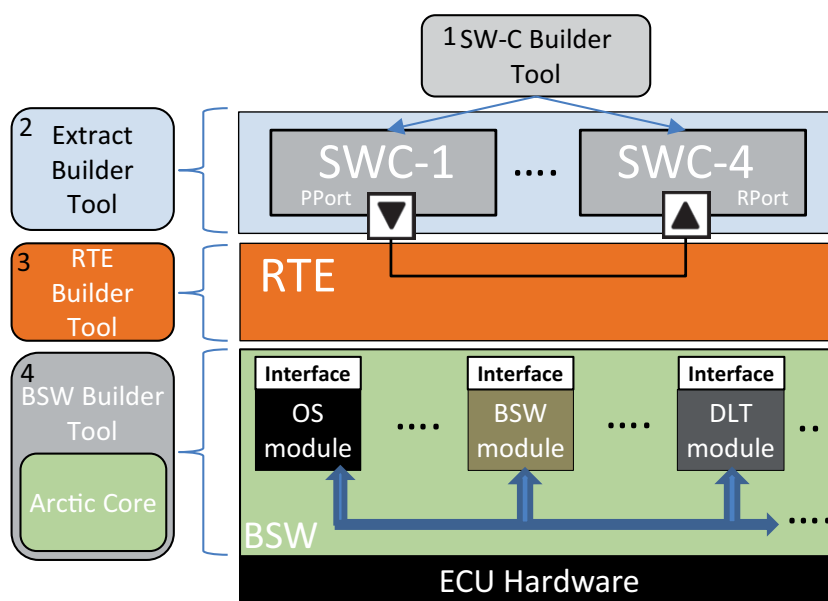 1 SW-C Builder
Tool
2
Extract
Builder
Tool
SWC-1
PPort
....
SWC-4
RPort
3
RTE
Builder
Tool
RTE
4
BSW Builder
Tool
Arctic Core
Interface
OS
module
....
Interface
BSW
module
....
Interface
DLT
module
..
.....
BSW
ECU Hardware